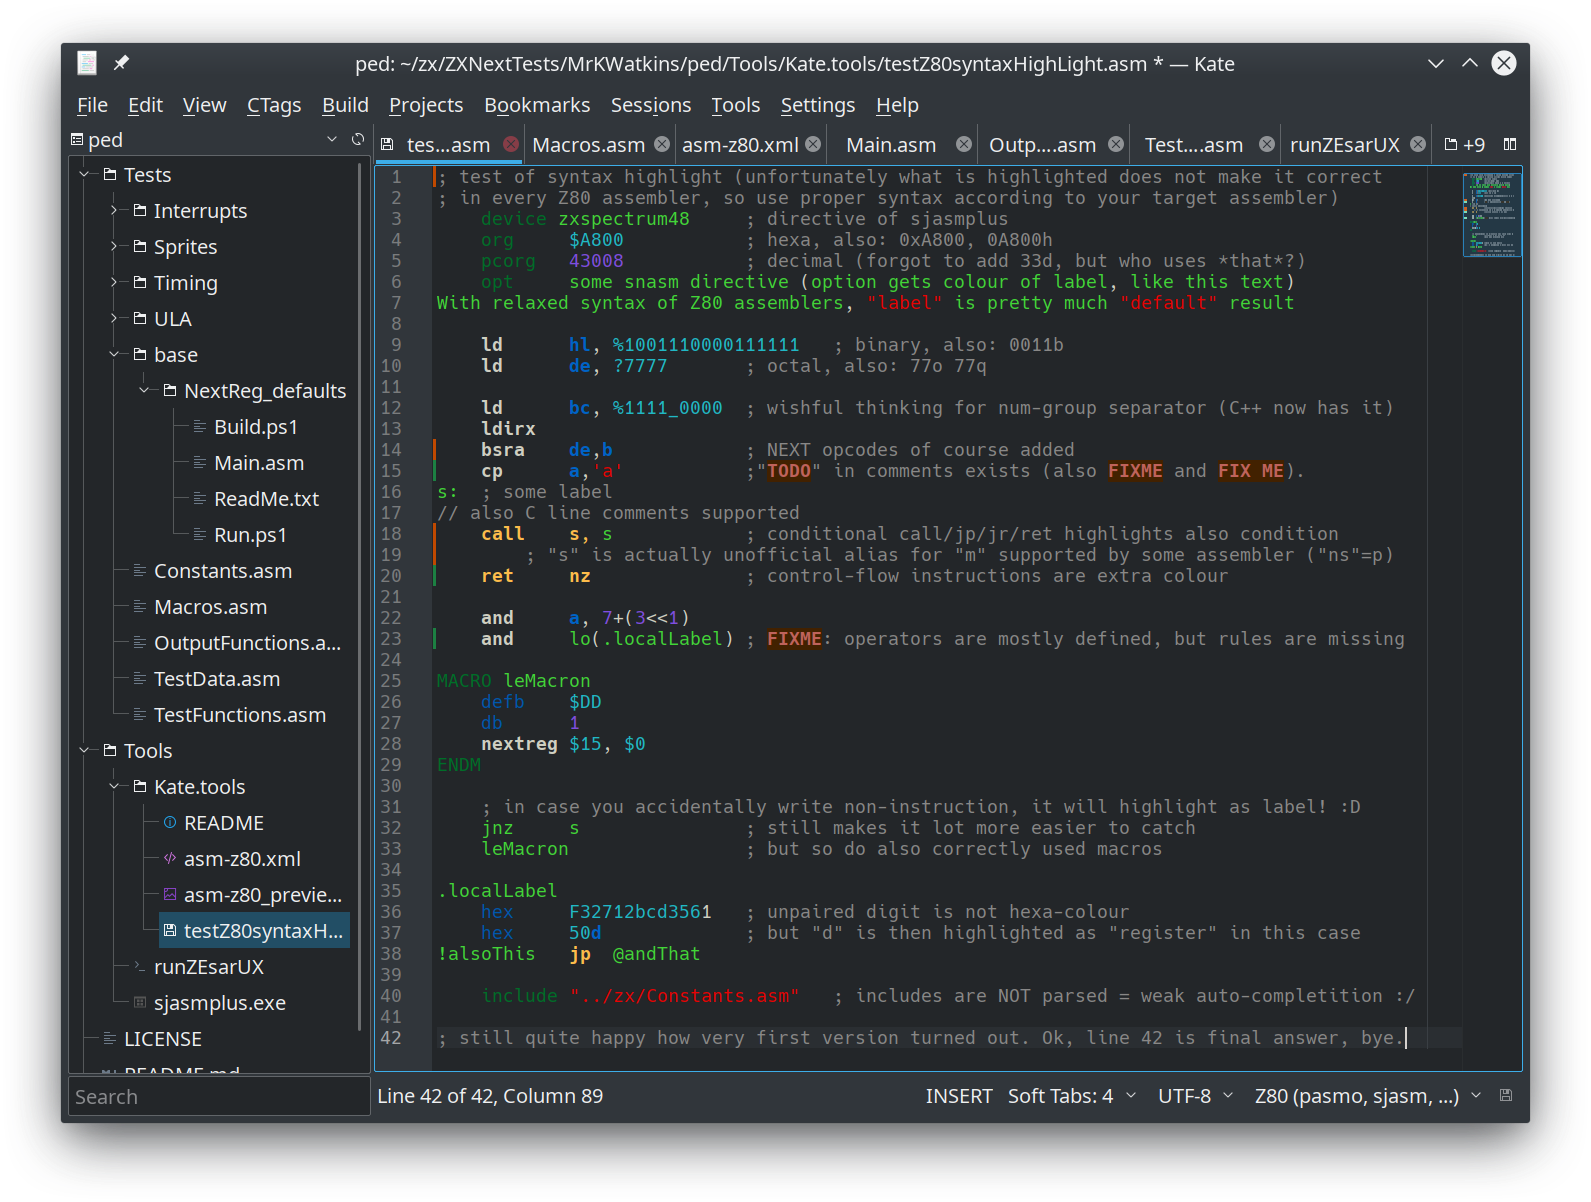 ped: ~/zx/ZXNextTests/MrKWatkins/ped/Tools/Kate.tools/testZ80syntaxHighLight.asm * — Kate
File Edit View CTags Build Projects Bookmarks Sessions Tools Settings Help
ped
tes...asm Macros.asm asm-z80.xml Main.asm Outp....asm Test....asm runZEsarUX +9
Tests
Interrupts
Sprites
Timing
ULA
base
NextReg_defaults
Build.ps1
Main.asm
ReadMe.txt
Run.ps1
Constants.asm
Macros.asm
OutputFunctions.a...
TestData.asm
TestFunctions.asm
Tools
Kate.tools
README
asm-z80.xml
asm-z80_previe...
testZ80syntaxH...
runZEsarUX
sjasmplus.exe
LICENSE
README.md
Search
1 ; test of syntax highlight (unfortunately what is highlighted does not make it correct
2 ; in every Z80 assembler, so use proper syntax according to your target assembler)
3     device zxspectrum48     ; directive of sjasmplus
4     org     $A800           ; hexa, also: 0xA800, 0A800h
5     pcorg   43008           ; decimal (forgot to add 33d, but who uses *that*?)
6     opt     some snasm directive (option gets colour of label, like this text)
7 With relaxed syntax of Z80 assemblers, "label" is pretty much "default" result
8
9     ld      hl, %1001110000111111   ; binary, also: 0011b
10     ld      de, ?7777       ; octal, also: 77o 77q
11
12     ld      bc, %1111_0000  ; wishful thinking for num-group separator (C++ now has it)
13     ldirx
14     bsra    de,b            ; NEXT opcodes of course added
15     cp      a,'a'           ;"TODO" in comments exists (also FIXME and FIX ME).
16 s:  ; some label
17 // also C line comments supported
18     call    s, s            ; conditional call/jp/jr/ret highlights also condition
19         ; "s" is actually unofficial alias for "m" supported by some assembler ("ns"=p)
20     ret     nz              ; control-flow instructions are extra colour
21
22     and     a, 7+(3<<1)
23     and     lo(.localLabel) ; FIXME: operators are mostly defined, but rules are missing
24
25 MACRO leMacron
26     defb    $DD
27     db      1
28     nextreg $15, $0
29 ENDM
30
31     ; in case you accidentally write non-instruction, it will highlight as label! :D
32     jnz     s               ; still makes it lot more easier to catch
33     leMacron                ; but so do also correctly used macros
34
35 .localLabel
36     hex     F32712bcd3561   ; unpaired digit is not hexa-colour
37     hex     50d             ; but "d" is then highlighted as "register" in this case
38 !alsoThis   jp  @andThat
39
40     include "../zx/Constants.asm"   ; includes are NOT parsed = weak auto-completition :/
41
42 ; still quite happy how very first version turned out. Ok, line 42 is final answer, bye.
Line 42 of 42, Column 89 INSERT Soft Tabs: 4 UTF-8 Z80 (pasmo, sjasm, ...)